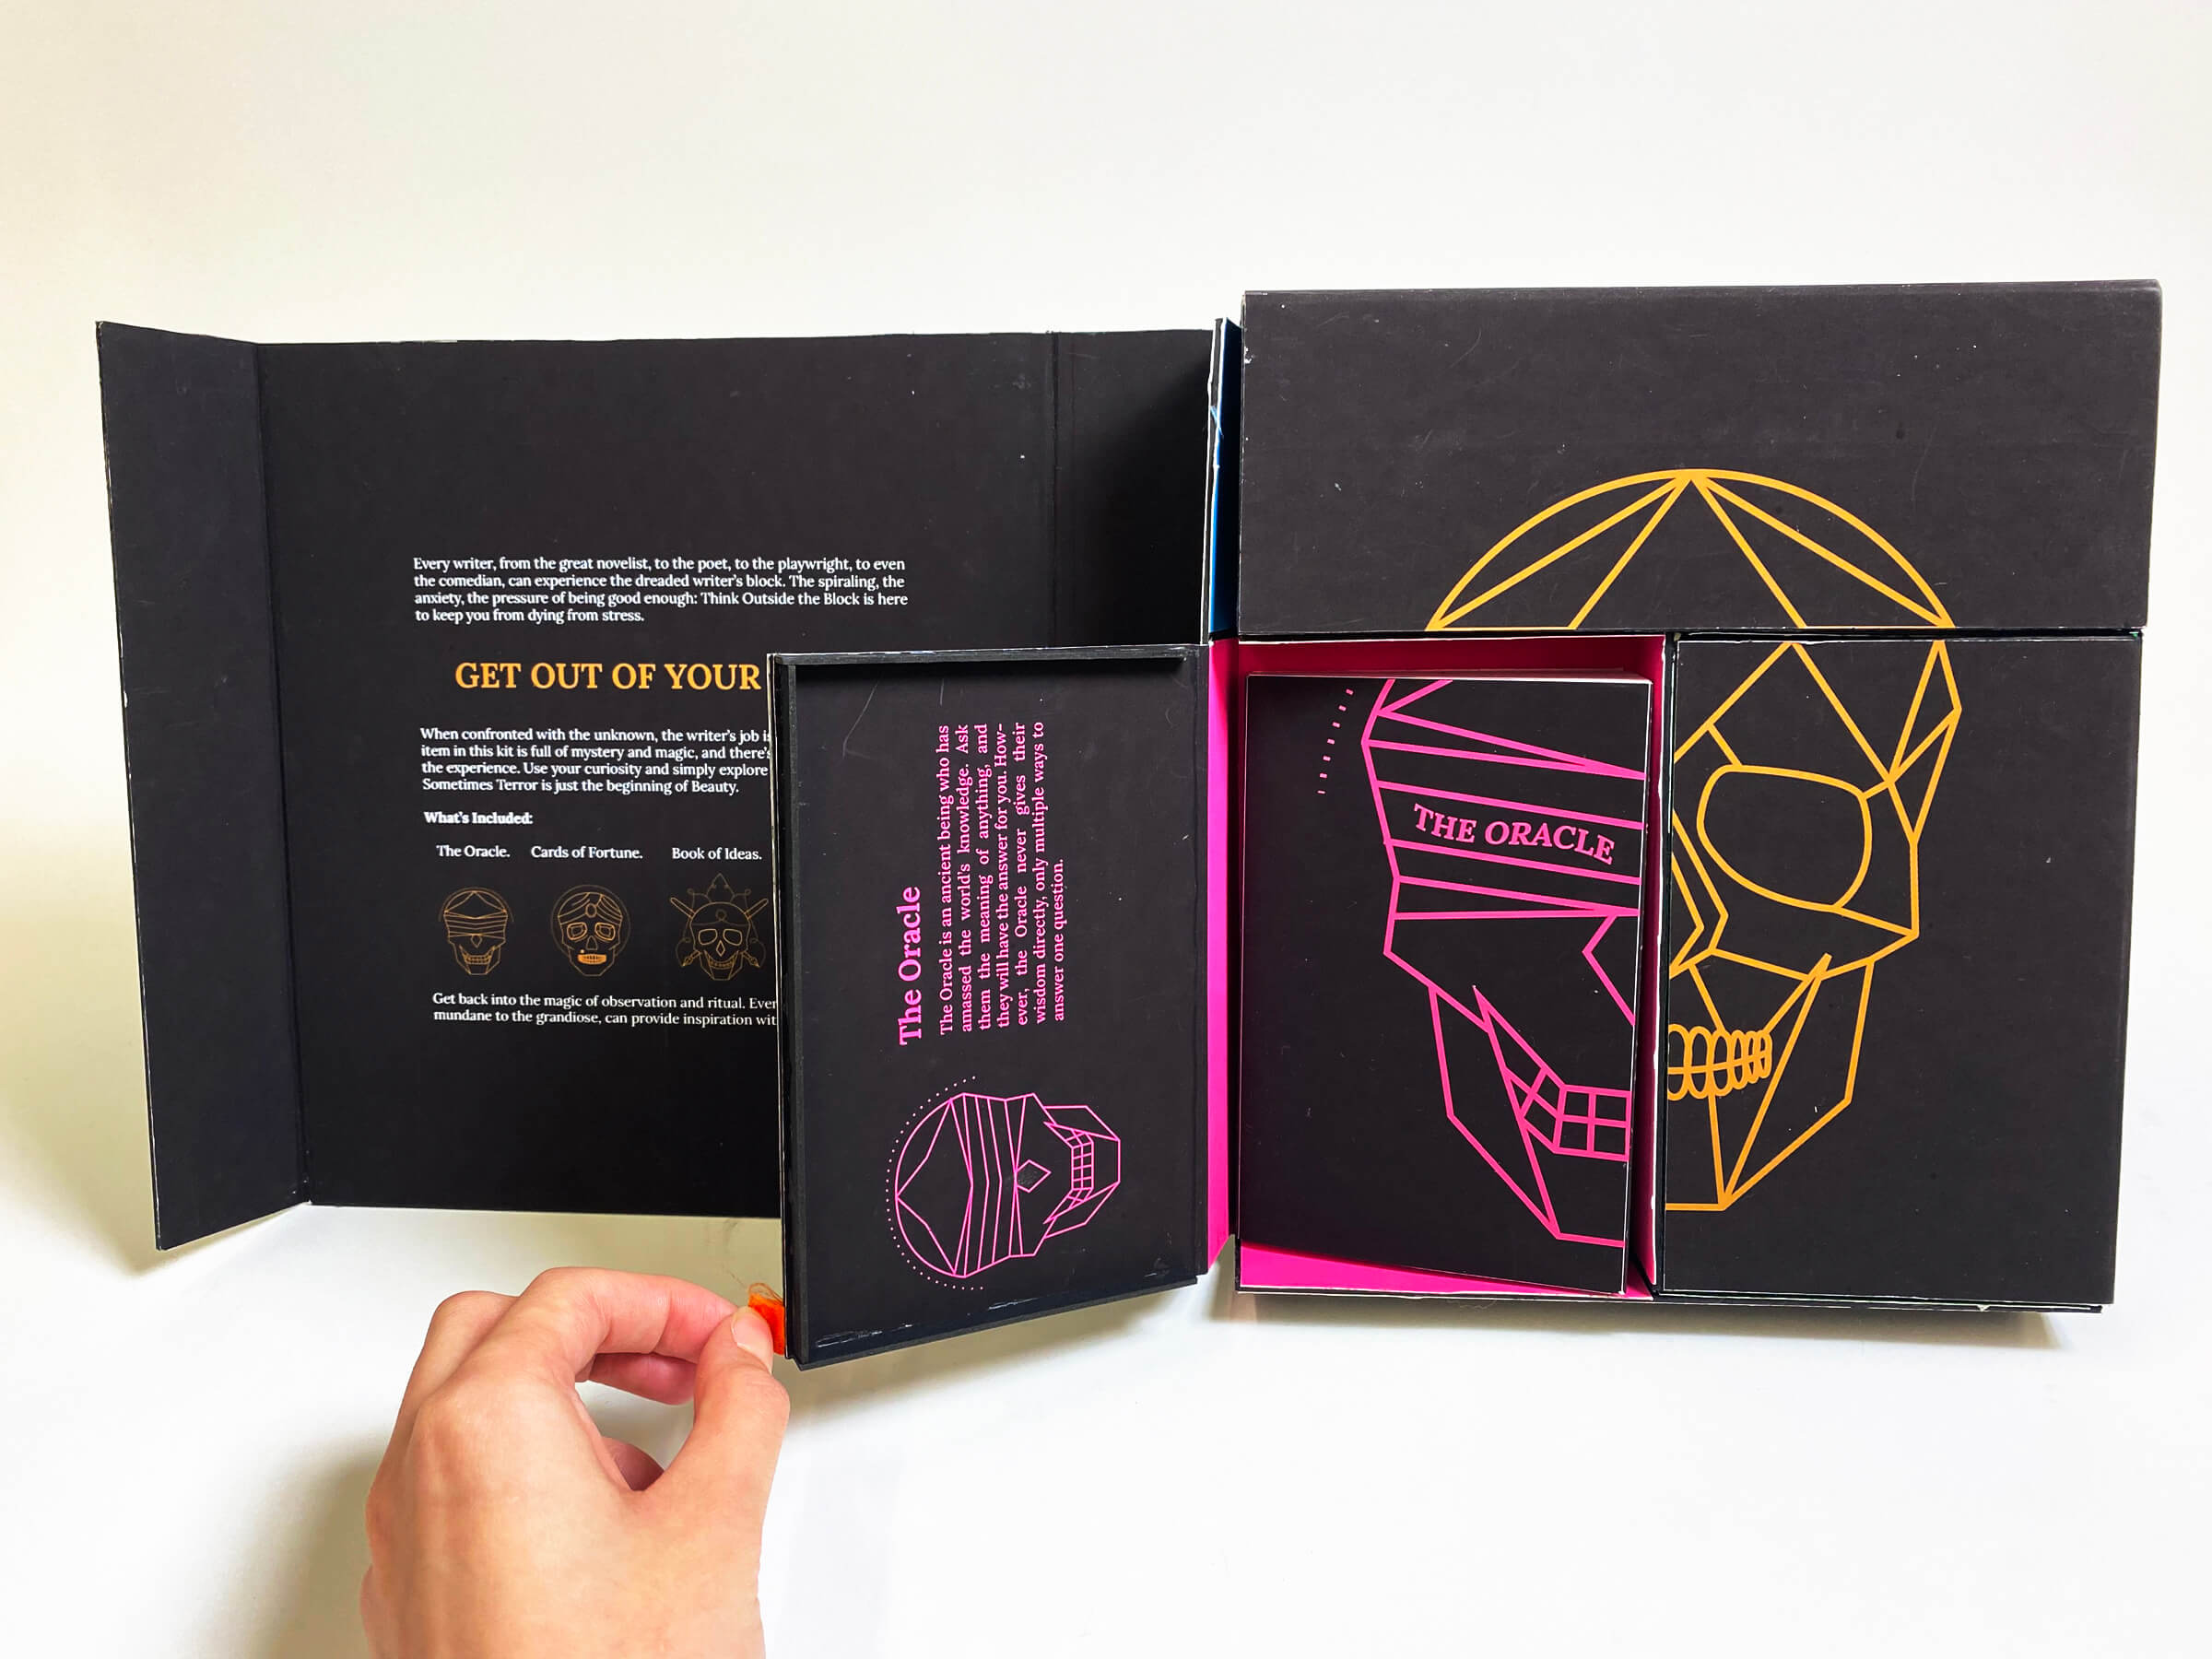 Every writer, from the great novelist, to the poet, to the playwright, to even
the comedian, can experience the dreaded writer's block. The spiraling, the
anxiety, the pressure of being good enough: Think Outside the Block is here
to keep you from dying from stress.
GET OUT OF YOUR
When confronted with the unknown, the writer's job is
item in this kit is full of mystery and magic, and there's
the experience. Use your curiosity and simply explore
Sometimes Terror is just the beginning of Beauty.
What's Included:
The Oracle. Cards of Fortune. Book of Ideas.
Get back into the magic of observation and ritual. Ever
mundane to the grandiose, can provide inspiration wit
The Oracle
The Oracle is an ancient being who has
amassed the world's knowledge. Ask
them the meaning of anything, and
they will have the answer for you. How-
ever, the Oracle never gives their
wisdom directly, only multiple ways to
answer one question.
THE ORACLE